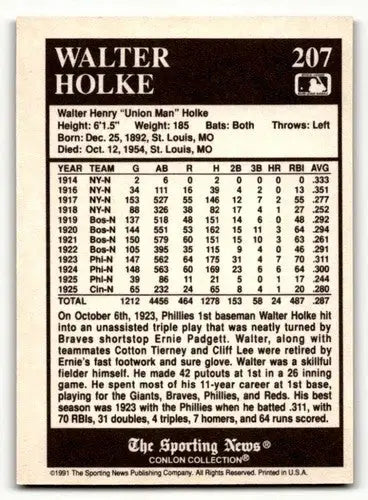 WALTER 207
HOLKE
Walter Henry "Union Man" Holke
Height: 6'1.5" Weight: 185 Bats: Both Throws: Left
Born: Dec. 25, 1892, St. Louis, MO
Died: Oct. 12, 1954, St. Louis, MO
YEAR TEAM G AB R H 2B 3B HR RBI AVG
1914 NY-N 2 6 0 2 0 0 0 0 .333
1916 NY-N 34 111 16 39 4 2 0 13 .351
1917 NY-N 153 527 55 146 12 7 2 55 .277
1918 NY-N 88 326 38 82 17 4 1 27 .252
1919 Bos-N 137 518 48 151 14 6 0 48 .292
1920 Bos-N 144 551 53 162 15 11 3 64 .294
1921 Bos-N 150 579 60 151 15 10 3 63 .261
1922 Bos-N 105 395 35 115 9 4 0 46 .291
1923 Phi-N 147 562 64 175 31 4 7 70 .311
1924 Phi-N 148 563 60 169 23 6 6 64 .300
1925 Phi-N 39 86 11 21 5 0 1 17 .244
1925 Cin-N 65 232 24 65 8 4 1 20 .280
TOTAL 1212 4456 464 1278 153 58 24 487 .287
On October 6th, 1923, Phillies 1st baseman Walter Holke hit
into an unassisted triple play that was neatly turned by
Braves shortstop Ernie Padgett. Walter, along with
teammates Cotton Tierney and Cliff Lee were retired by
Ernie's fast footwork and sure glove. Walter was a skillful
fielder himself. He made 42 putouts at 1st in a 26 inning
game. He spent most of his 11-year career at 1st base,
playing for the Giants, Braves, Phillies, and Reds. His best
season was 1923 with the Phillies when he batted .311, with
70 RBIs, 31 doubles, 4 triples, 7 homers, and 64 runs scored.
The Sporting News®
CONLON COLLECTION®
©1991 The Sporting News Publishing Company. All Rights Reserved. Printed in U.S.A.